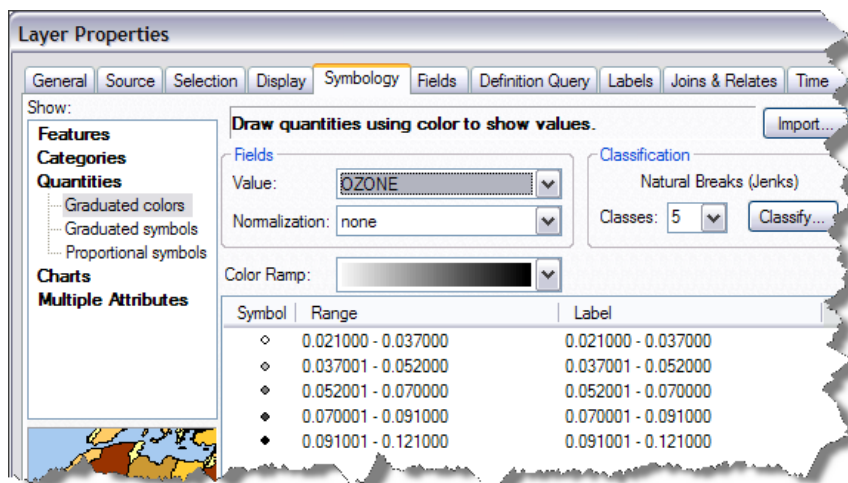 Layer Properties
General Source Selection Display Symbology Fields Definition Query Labels Joins & Relates Time
Show:
Features
Categories
Quantities
Graduated colors
Graduated symbols
Proportional symbols
Charts
Multiple Attributes
Draw quantities using color to show values.
Import...
Fields
Value: OZONE
Normalization: none
Classification
Natural Breaks (Jenks)
Classes: 5 Classify...
Color Ramp:
Symbol Range Label
0.021000 - 0.037000 0.021000 - 0.037000
0.037001 - 0.052000 0.037001 - 0.052000
0.052001 - 0.070000 0.052001 - 0.070000
0.070001 - 0.091000 0.070001 - 0.091000
0.091001 - 0.121000 0.091001 - 0.121000